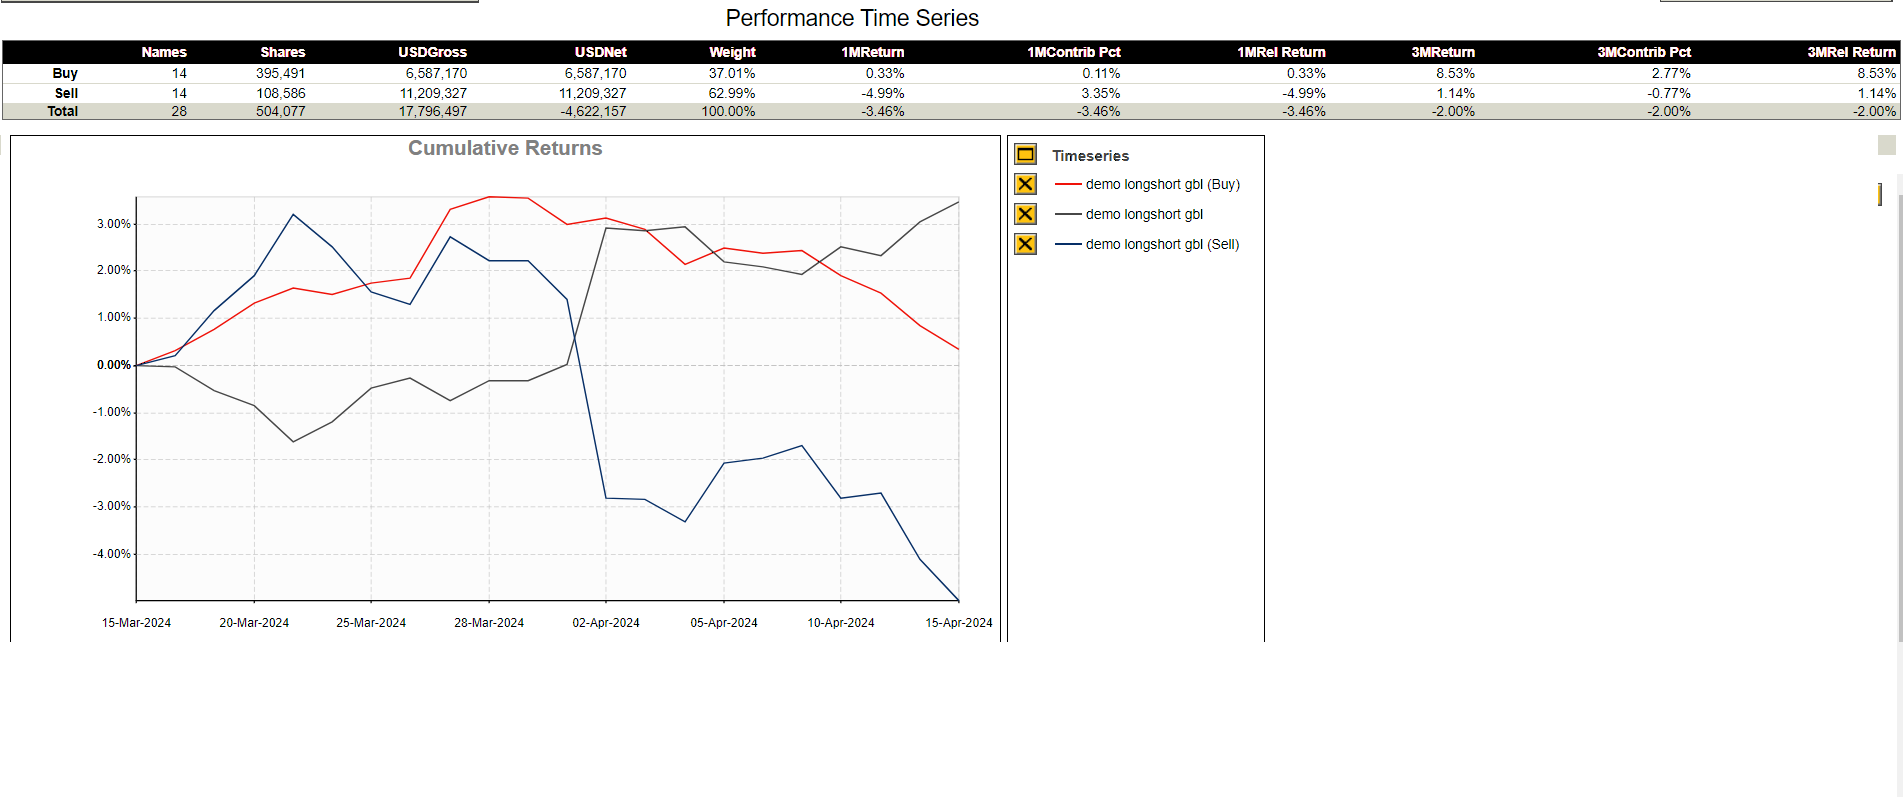 Performance Time Series
Names Shares USDGross USDNet Weight 1MReturn 1MContrib Pct 1MRel Return 3MReturn 3MContrib Pct 3MRel Return
Buy 14 395,491 6,587,170 6,587,170 37.01% 0.33% 0.11% 0.33% 8.53% 2.77% 8.53%
Sell 14 108,586 11,209,327 11,209,327 62.99% -4.99% 3.35% -4.99% 1.14% -0.77% 1.14%
Total 28 504,077 17,796,497 -4,622,157 100.00% -3.46% -3.46% -3.46% -2.00% -2.00% -2.00%
Cumulative Returns
3.00%
2.00%
1.00%
0.00%
-1.00%
-2.00%
-3.00%
-4.00%
15-Mar-2024 20-Mar-2024 25-Mar-2024 28-Mar-2024 02-Apr-2024 05-Apr-2024 10-Apr-2024 15-Apr-2024
Timeseries
demo longshort gbl (Buy)
demo longshort gbl
demo longshort gbl (Sell)